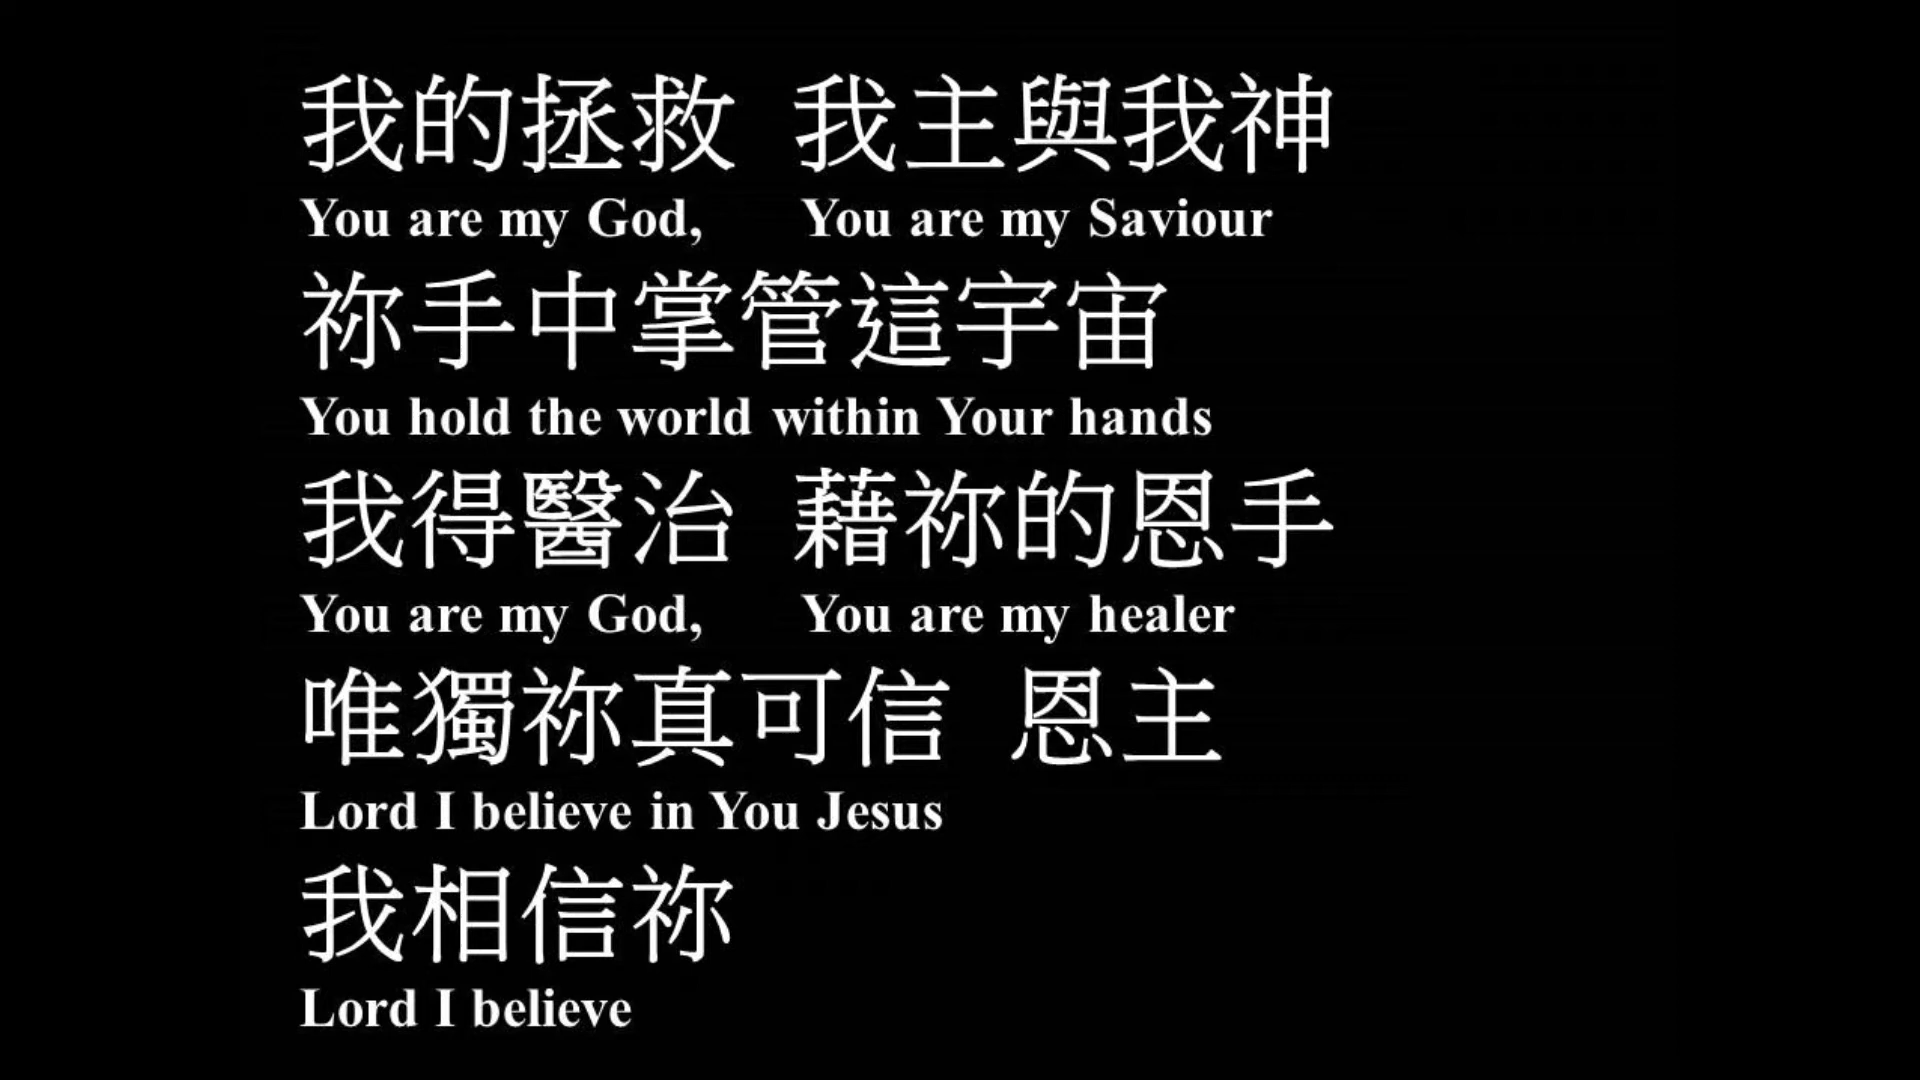 我的拯救 我主與我神
You are my God, You are my Saviour
祢手中掌管這宇宙
You hold the world within Your hands
我得醫治 藉祢的恩手
You are my God, You are my healer
唯獨祢真可信 恩主
Lord I believe in You Jesus
我相信祢
Lord I believe